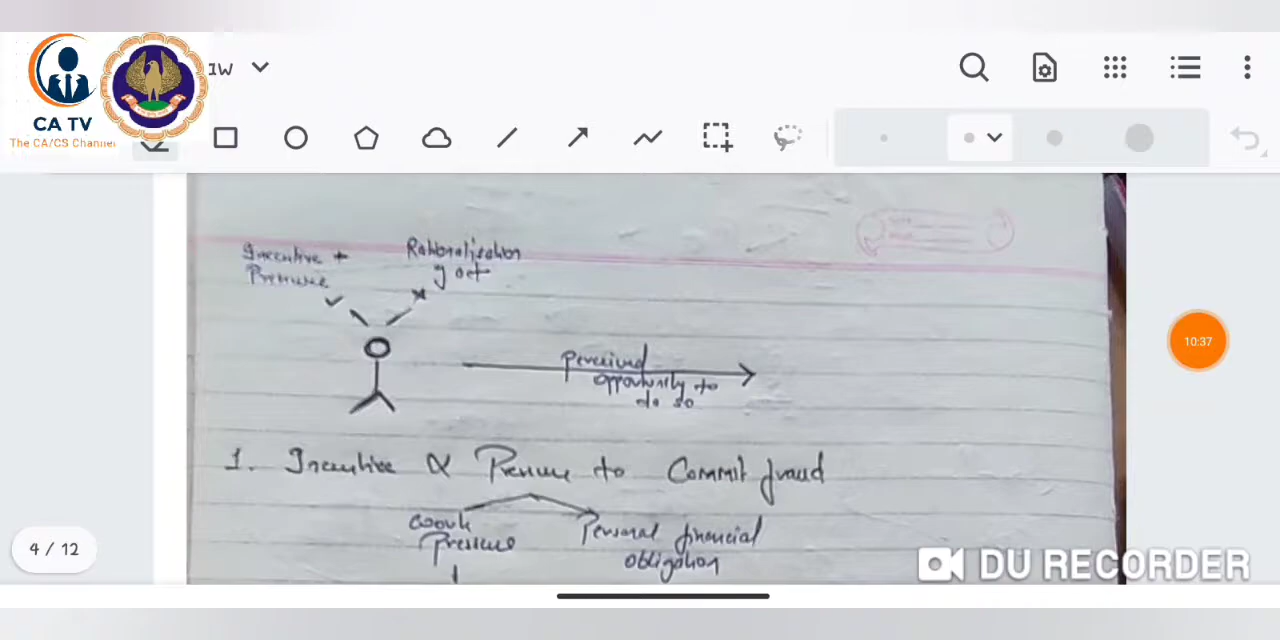 aw
CA TV
The CA/CS Channel
Incentive +
Pressure
Rationalisation
of act
perceived
opportunity to
do so
10:37
1. Incentive & Pressure to Commit fraud
work
Pressure
Personal financial
obligation
4 / 12
DU RECORDER